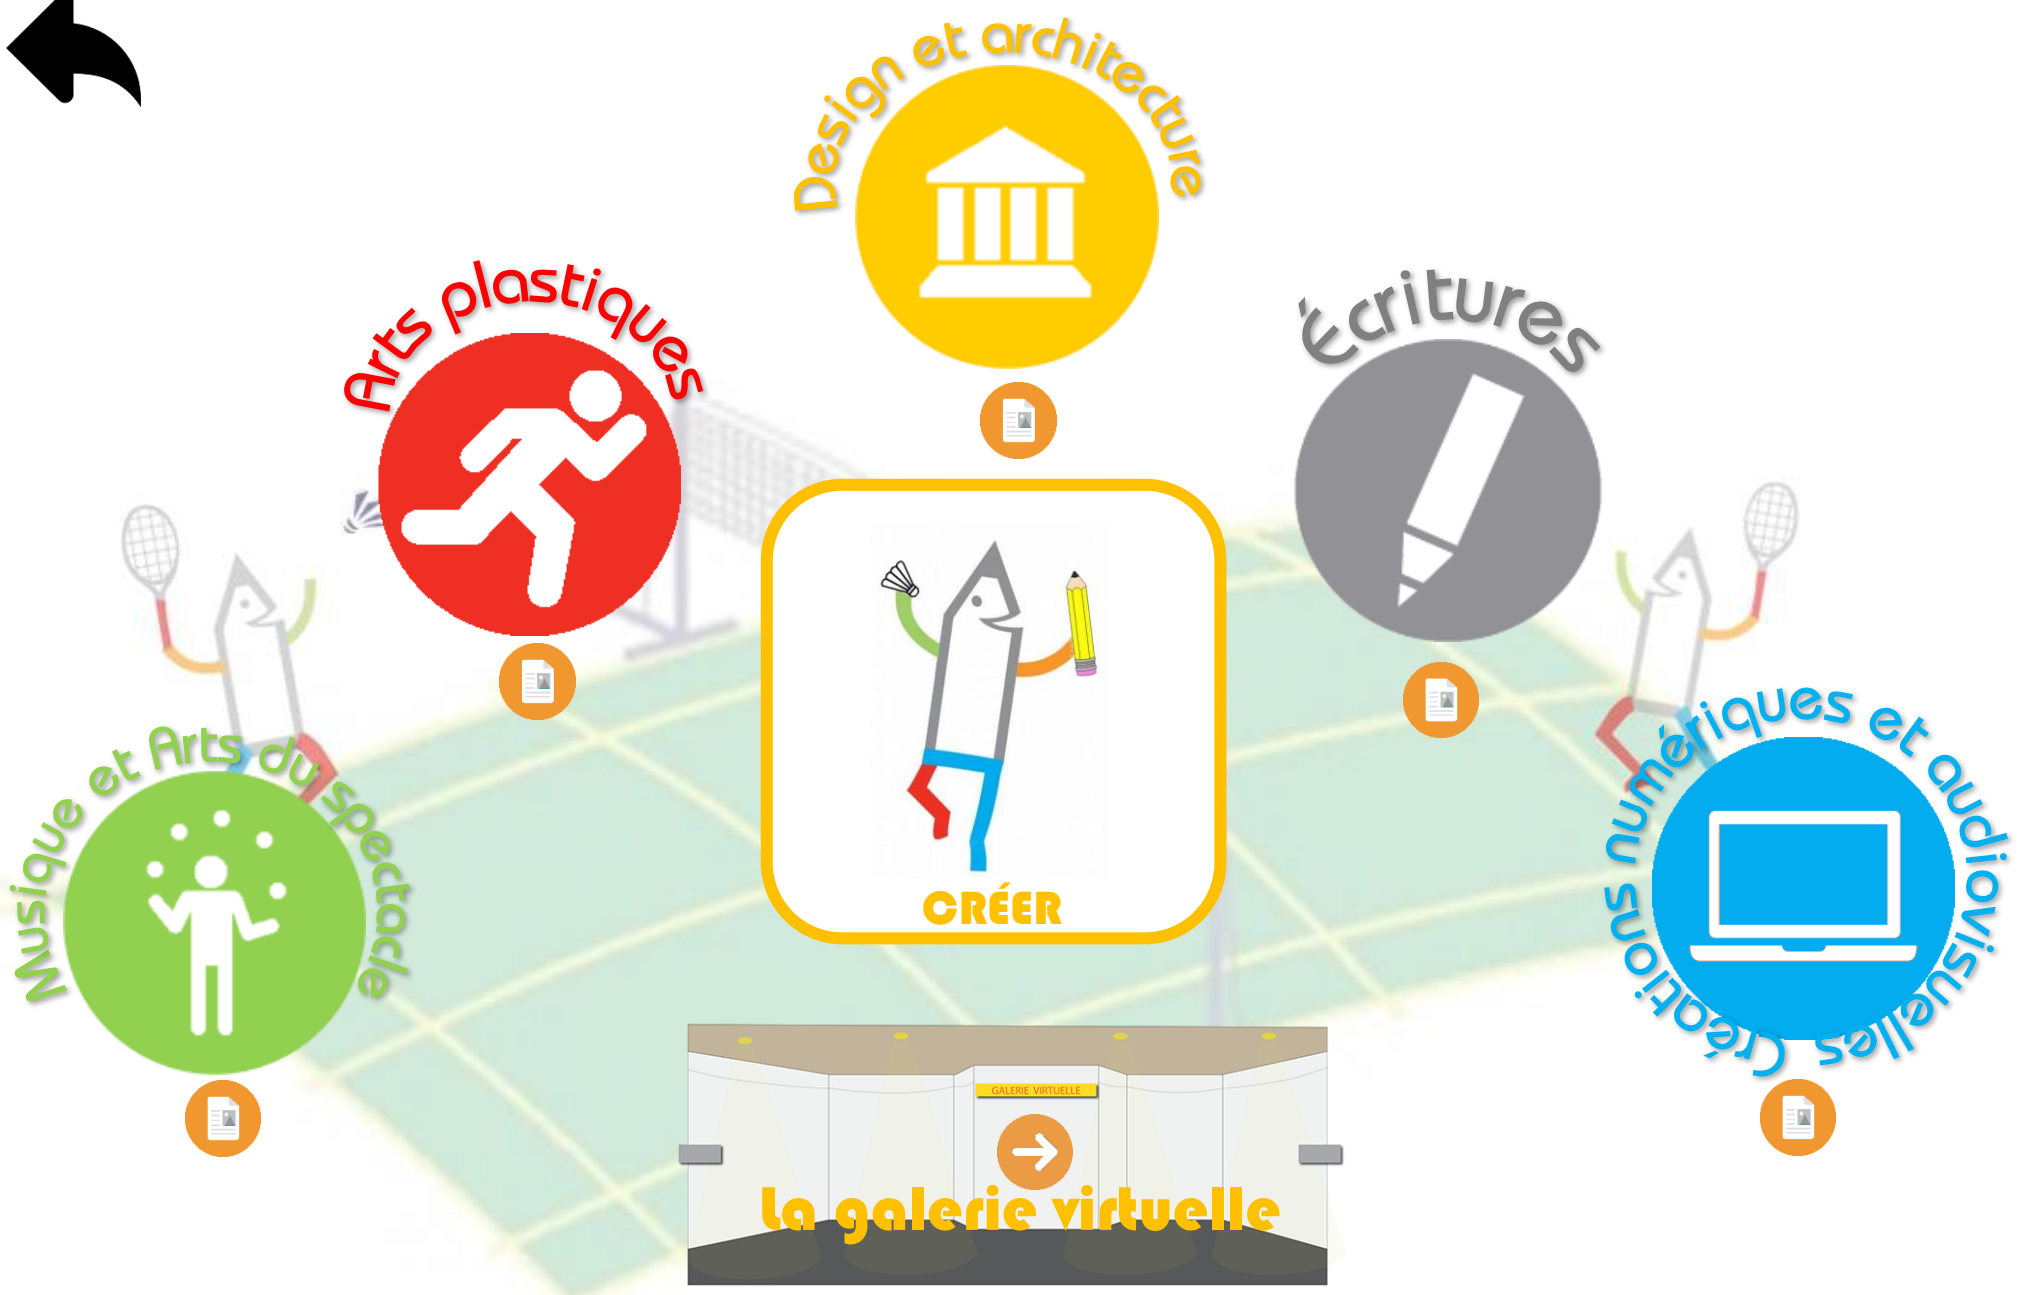 Design et architecture
Arts plastiques
Écritures
Musique et Arts du spectacle
Créations numériques et audiovisuelles
CRÉER
GALERIE VIRTUELLE
La galerie virtuelle